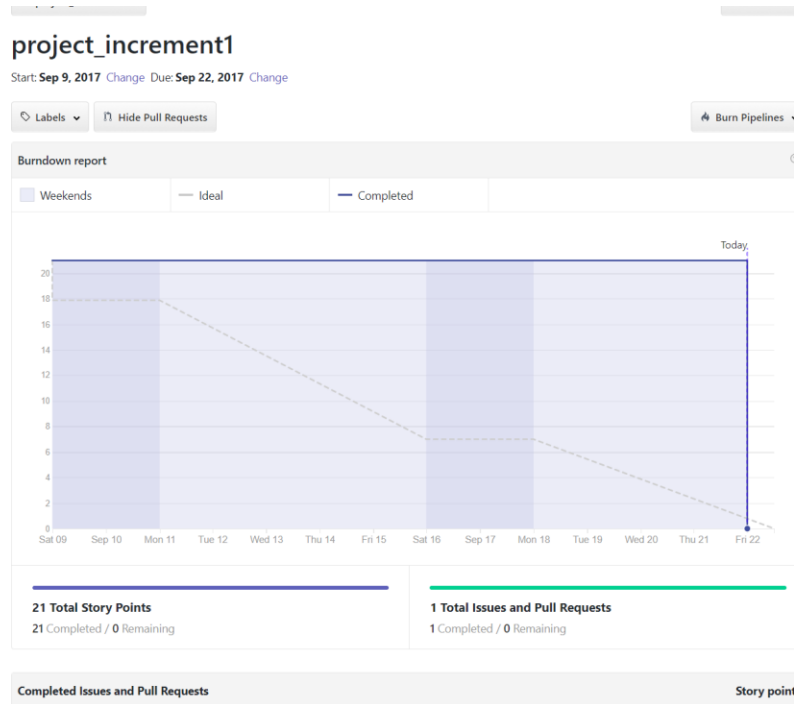 project_increment1
Start: Sep 9, 2017 Change Due: Sep 22, 2017 Change
Labels Hide Pull Requests Burn Pipelines
Burndown report
Weekends Ideal Completed
Today
20
18
16
14
12
10
8
6
4
2
0
Sat 09 Sep 10 Mon 11 Tue 12 Wed 13 Thu 14 Fri 15 Sat 16 Sep 17 Mon 18 Tue 19 Wed 20 Thu 21 Fri 22
21 Total Story Points 1 Total Issues and Pull Requests
21 Completed / 0 Remaining 1 Completed / 0 Remaining
Completed Issues and Pull Requests Story point